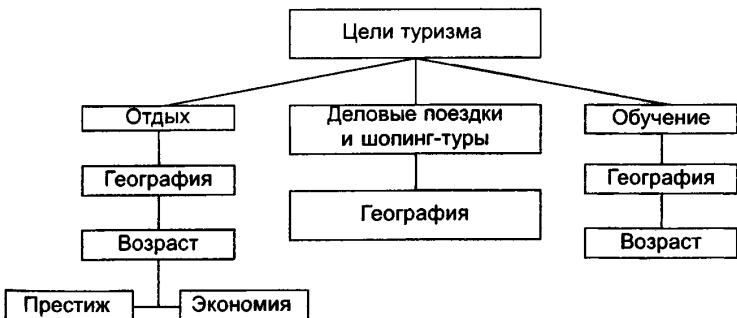 Цели туризма
Отдых
Деловые поездки
и шопинг-туры
Обучение
География
География
География
Возраст
Возраст
Престиж
Экономия